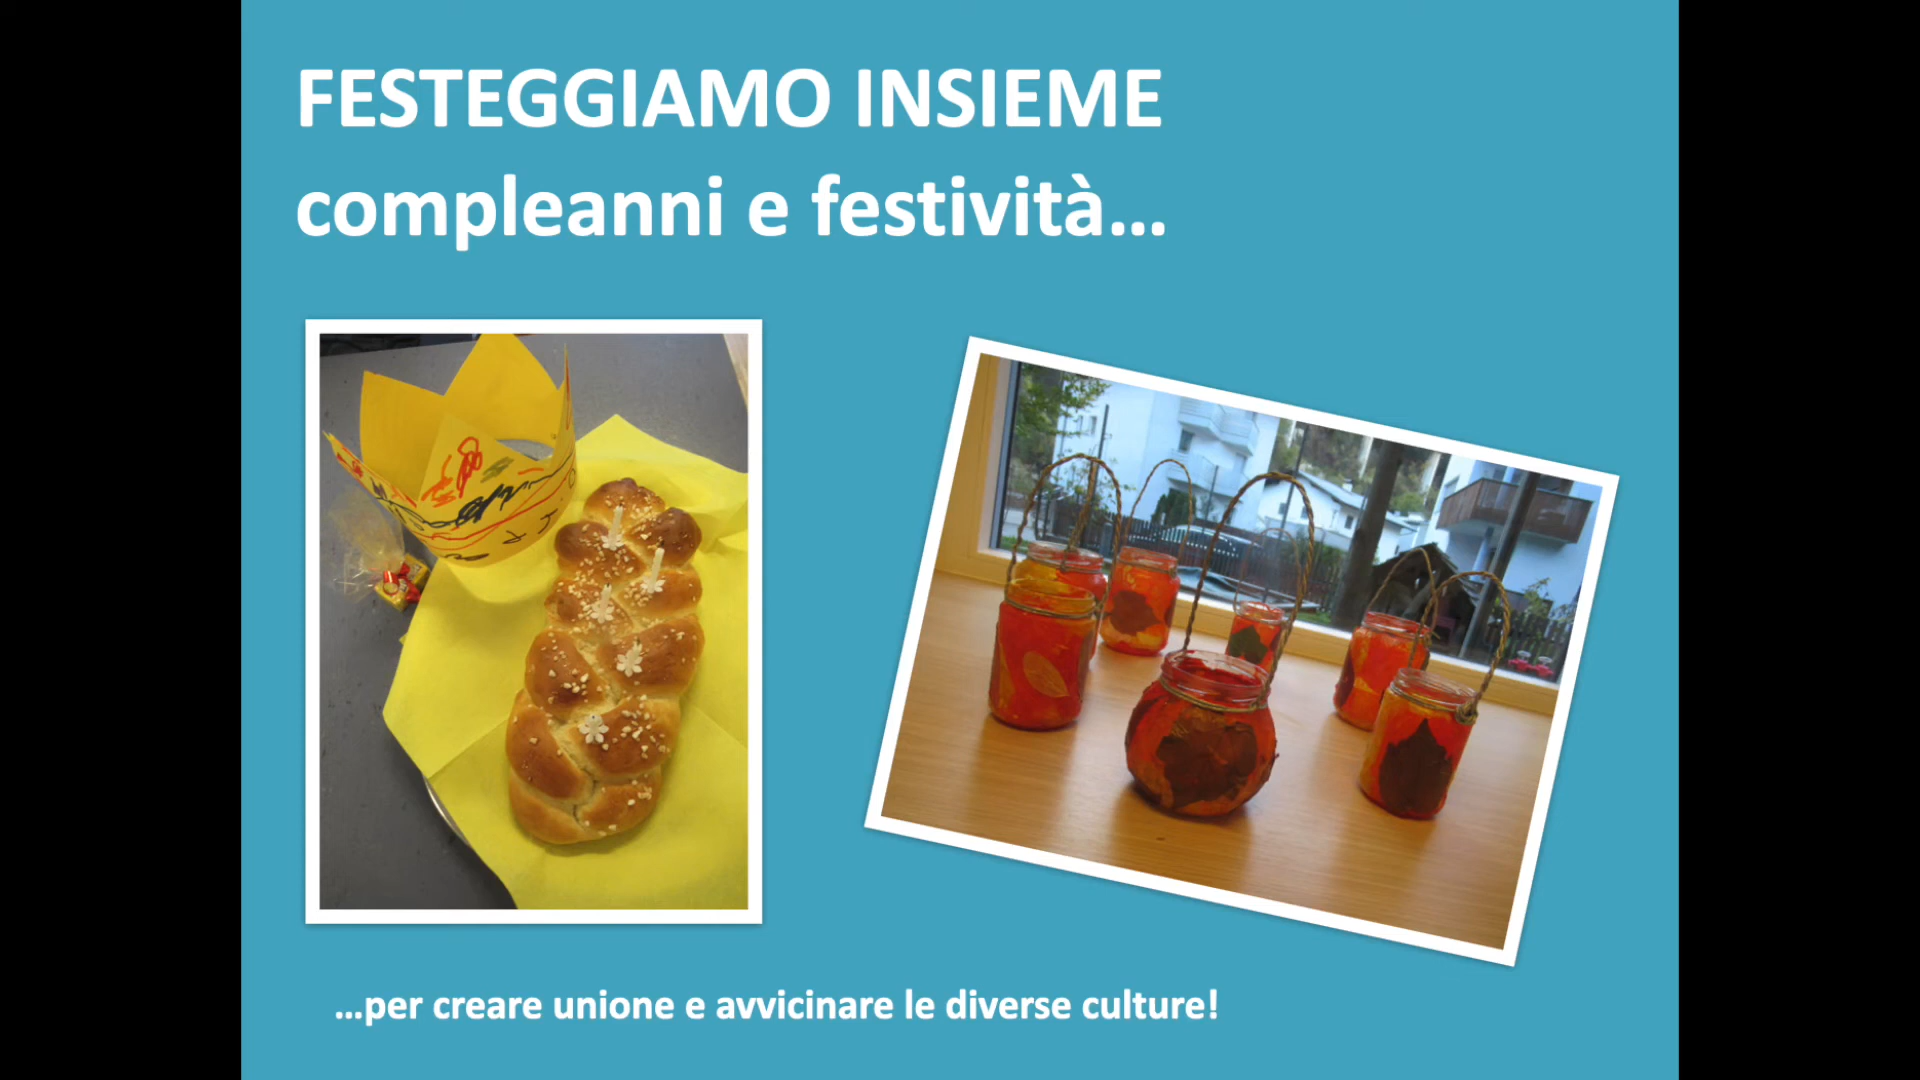 FESTEGGIAMO INSIEME
compleanni e festività...
...per creare unione e avvicinare le diverse culture!